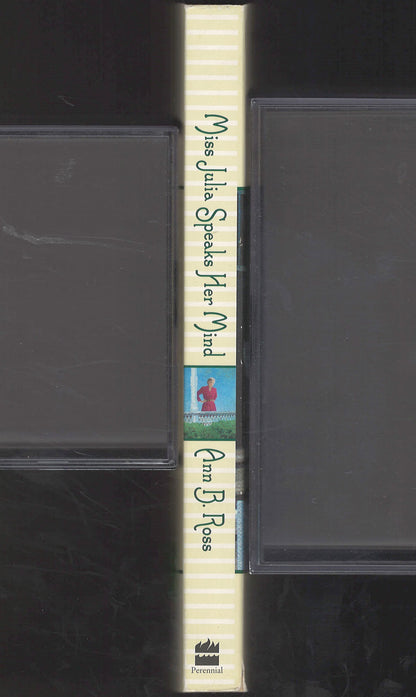 Miss Julia Speaks Her Mind
Ann B. Ross
Perennial